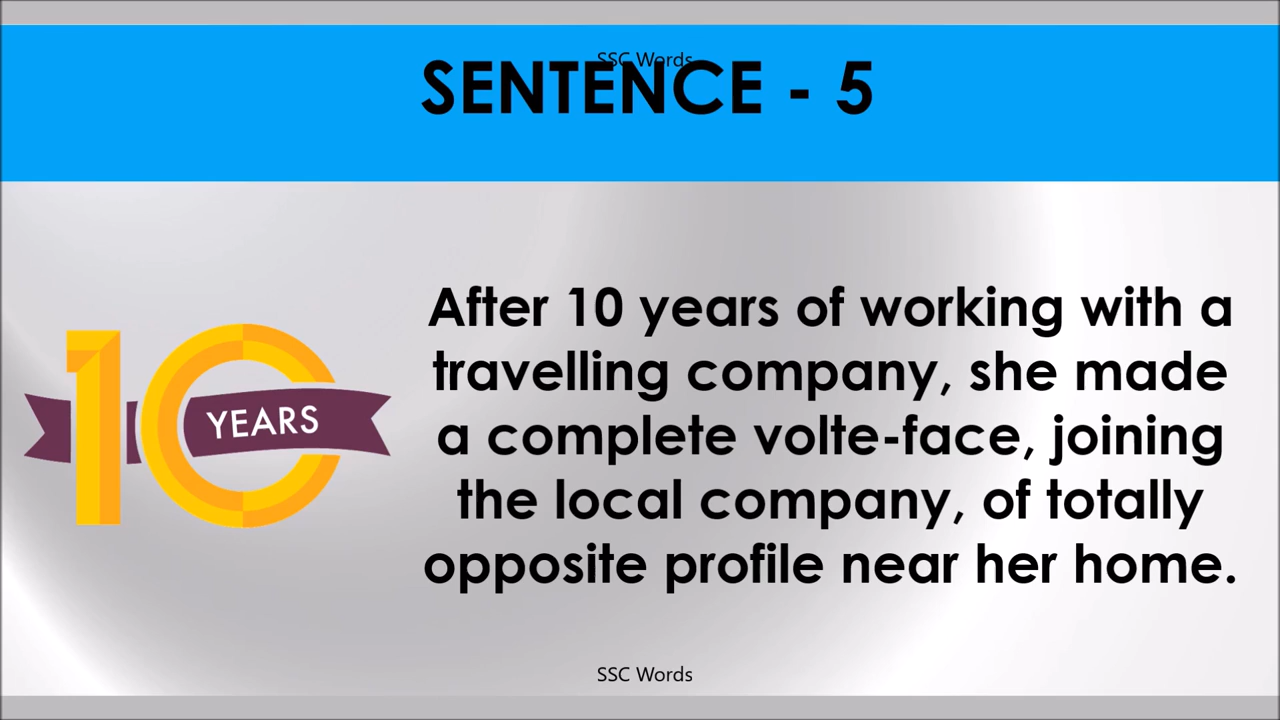 SSC Words
SENTENCE - 5
10
YEARS
After 10 years of working with a
travelling company, she made
a complete volte-face, joining
the local company, of totally
opposite profile near her home.
SSC Words